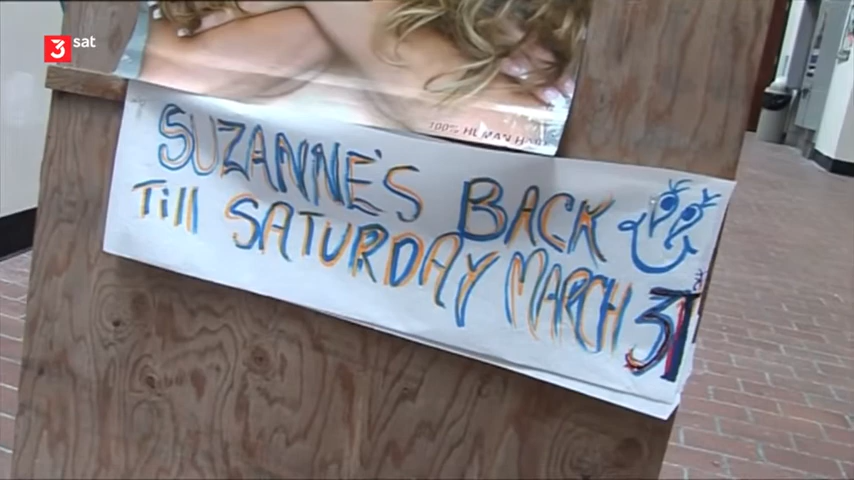 3sat
100% HUMAN HAIR
SUZANNE'S BACK
Till SATURDAY MARCH 31